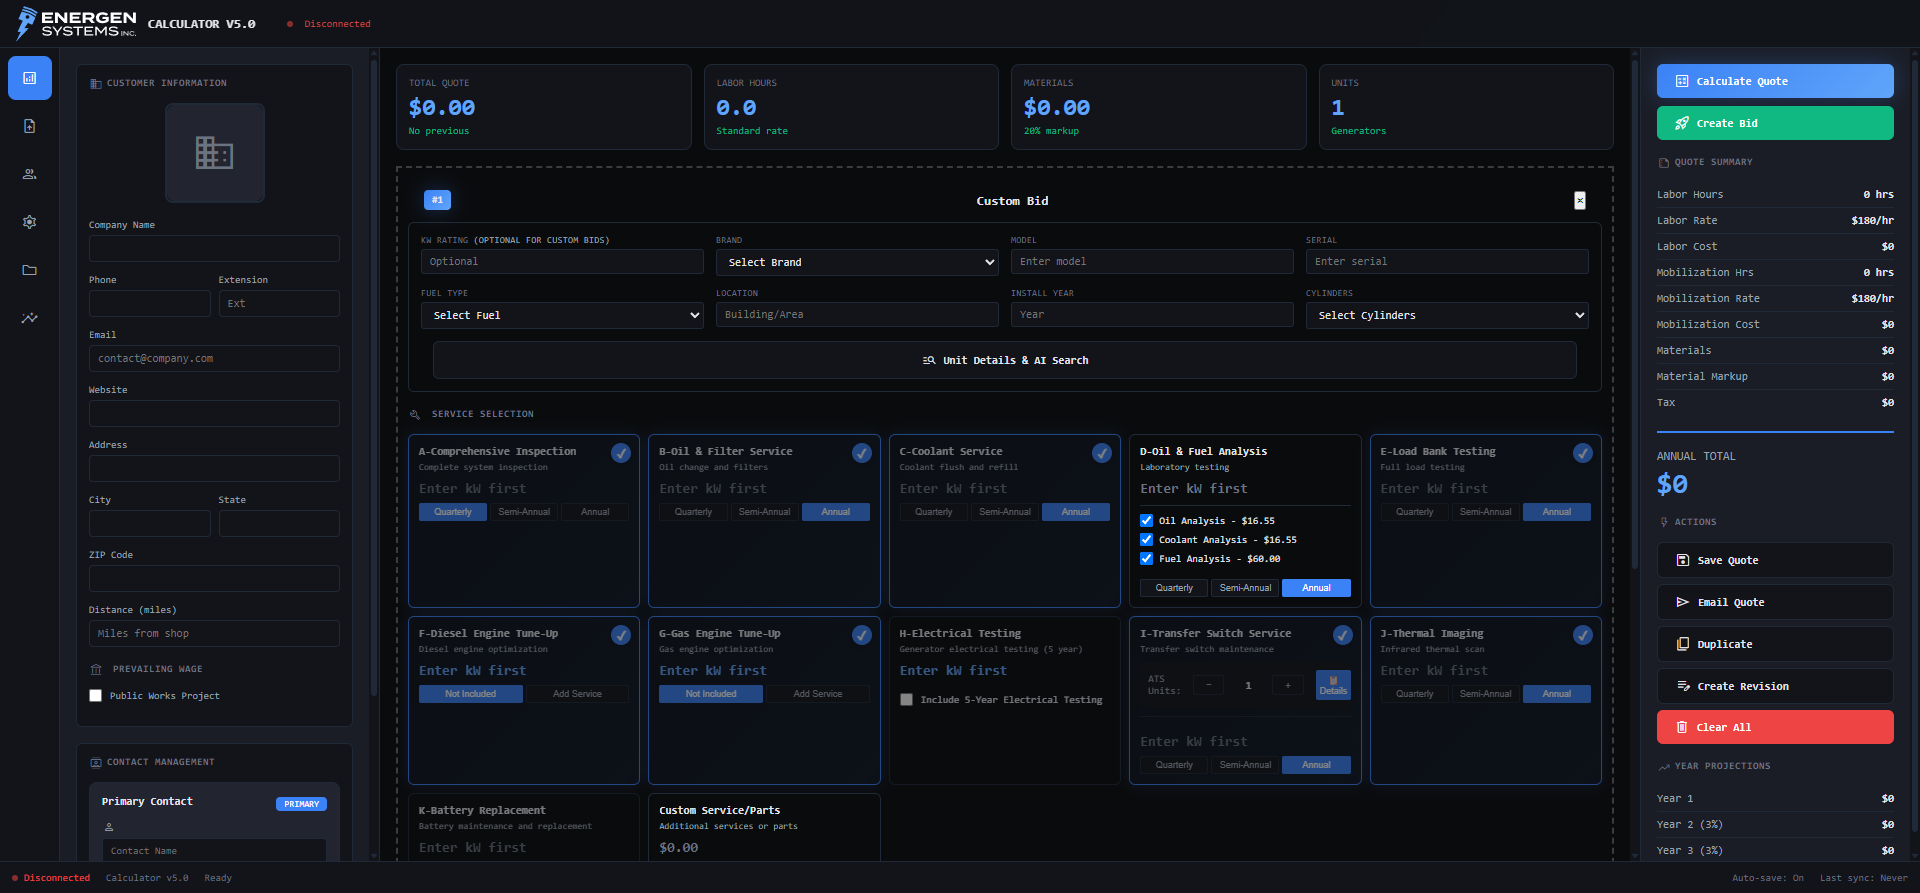 ENERGEN
SYSTEMS INC.
CALCULATOR V5.0
Disconnected
CUSTOMER INFORMATION
Company Name
Phone
Extension
Ext
Email
contact@company.com
Website
Address
City
State
ZIP Code
Distance (miles)
Miles from shop
PREVAILING WAGE
Public Works Project
CONTACT MANAGEMENT
Primary Contact
PRIMARY
Contact Name
TOTAL QUOTE
$0.00
No previous
LABOR HOURS
0.0
Standard rate
MATERIALS
$0.00
20% markup
UNITS
1
Generators
#1
Custom Bid
×
KW RATING (OPTIONAL FOR CUSTOM BIDS)
Optional
BRAND
Select Brand
MODEL
Enter model
SERIAL
Enter serial
FUEL TYPE
Select Fuel
LOCATION
Building/Area
INSTALL YEAR
Year
CYLINDERS
Select Cylinders
Unit Details & AI Search
SERVICE SELECTION
A-Comprehensive Inspection
Complete system inspection
Enter kW first
Quarterly Semi-Annual Annual
B-Oil & Filter Service
Oil change and filters
Enter kW first
Quarterly Semi-Annual Annual
C-Coolant Service
Coolant flush and refill
Enter kW first
Quarterly Semi-Annual Annual
D-Oil & Fuel Analysis
Laboratory testing
Enter kW first
Oil Analysis - $16.55
Coolant Analysis - $16.55
Fuel Analysis - $60.00
Quarterly Semi-Annual Annual
E-Load Bank Testing
Full load testing
Enter kW first
Quarterly Semi-Annual Annual
F-Diesel Engine Tune-Up
Diesel engine optimization
Enter kW first
Not Included Add Service
G-Gas Engine Tune-Up
Gas engine optimization
Enter kW first
Not Included Add Service
H-Electrical Testing
Generator electrical testing (5 year)
Enter kW first
Include 5-Year Electrical Testing
I-Transfer Switch Service
Transfer switch maintenance
ATS
Units:
− 1 +
Details
Enter kW first
Quarterly Semi-Annual Annual
J-Thermal Imaging
Infrared thermal scan
Enter kW first
Quarterly Semi-Annual Annual
K-Battery Replacement
Battery maintenance and replacement
Enter kW first
Custom Service/Parts
Additional services or parts
$0.00
Calculate Quote
Create Bid
QUOTE SUMMARY
Labor Hours 0 hrs
Labor Rate $180/hr
Labor Cost $0
Mobilization Hrs 0 hrs
Mobilization Rate $180/hr
Mobilization Cost $0
Materials $0
Material Markup $0
Tax $0
ANNUAL TOTAL
$0
ACTIONS
Save Quote
Email Quote
Duplicate
Create Revision
Clear All
YEAR PROJECTIONS
Year 1 $0
Year 2 (3%) $0
Year 3 (3%) $0
Disconnected Calculator v5.0 Ready
Auto-save: On Last sync: Never